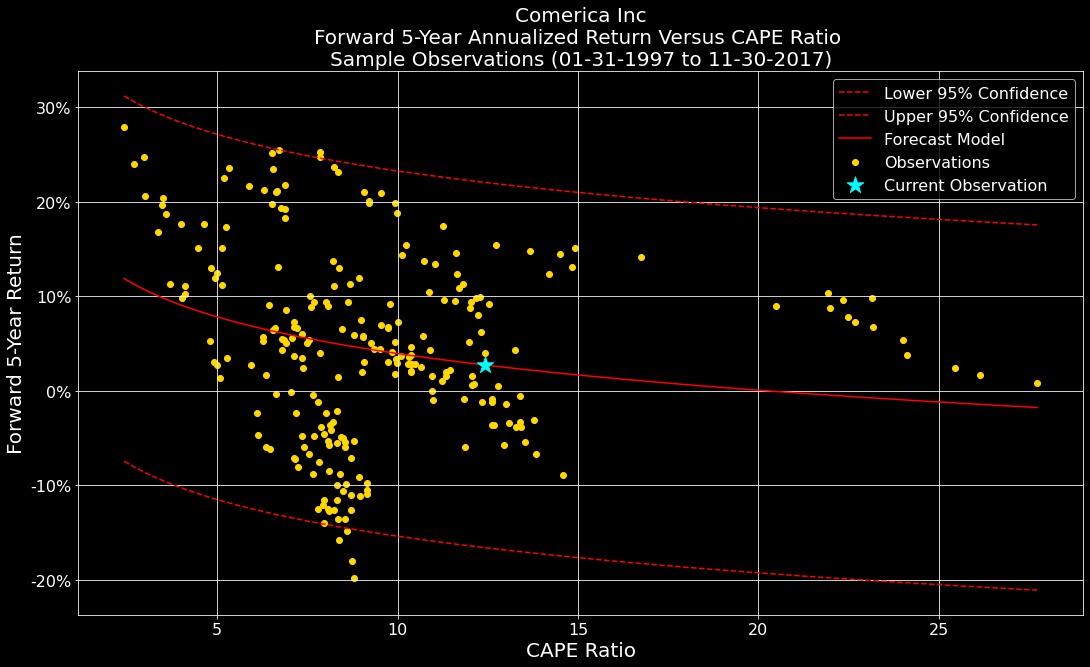 Comerica Inc
Forward 5-Year Annualized Return Versus CAPE Ratio
Sample Observations (01-31-1997 to 11-30-2017)
Lower 95% Confidence
Upper 95% Confidence
Forecast Model
Observations
Current Observation
Forward 5-Year Return
30%
20%
10%
0%
-10%
-20%
5
10
15
20
25
CAPE Ratio